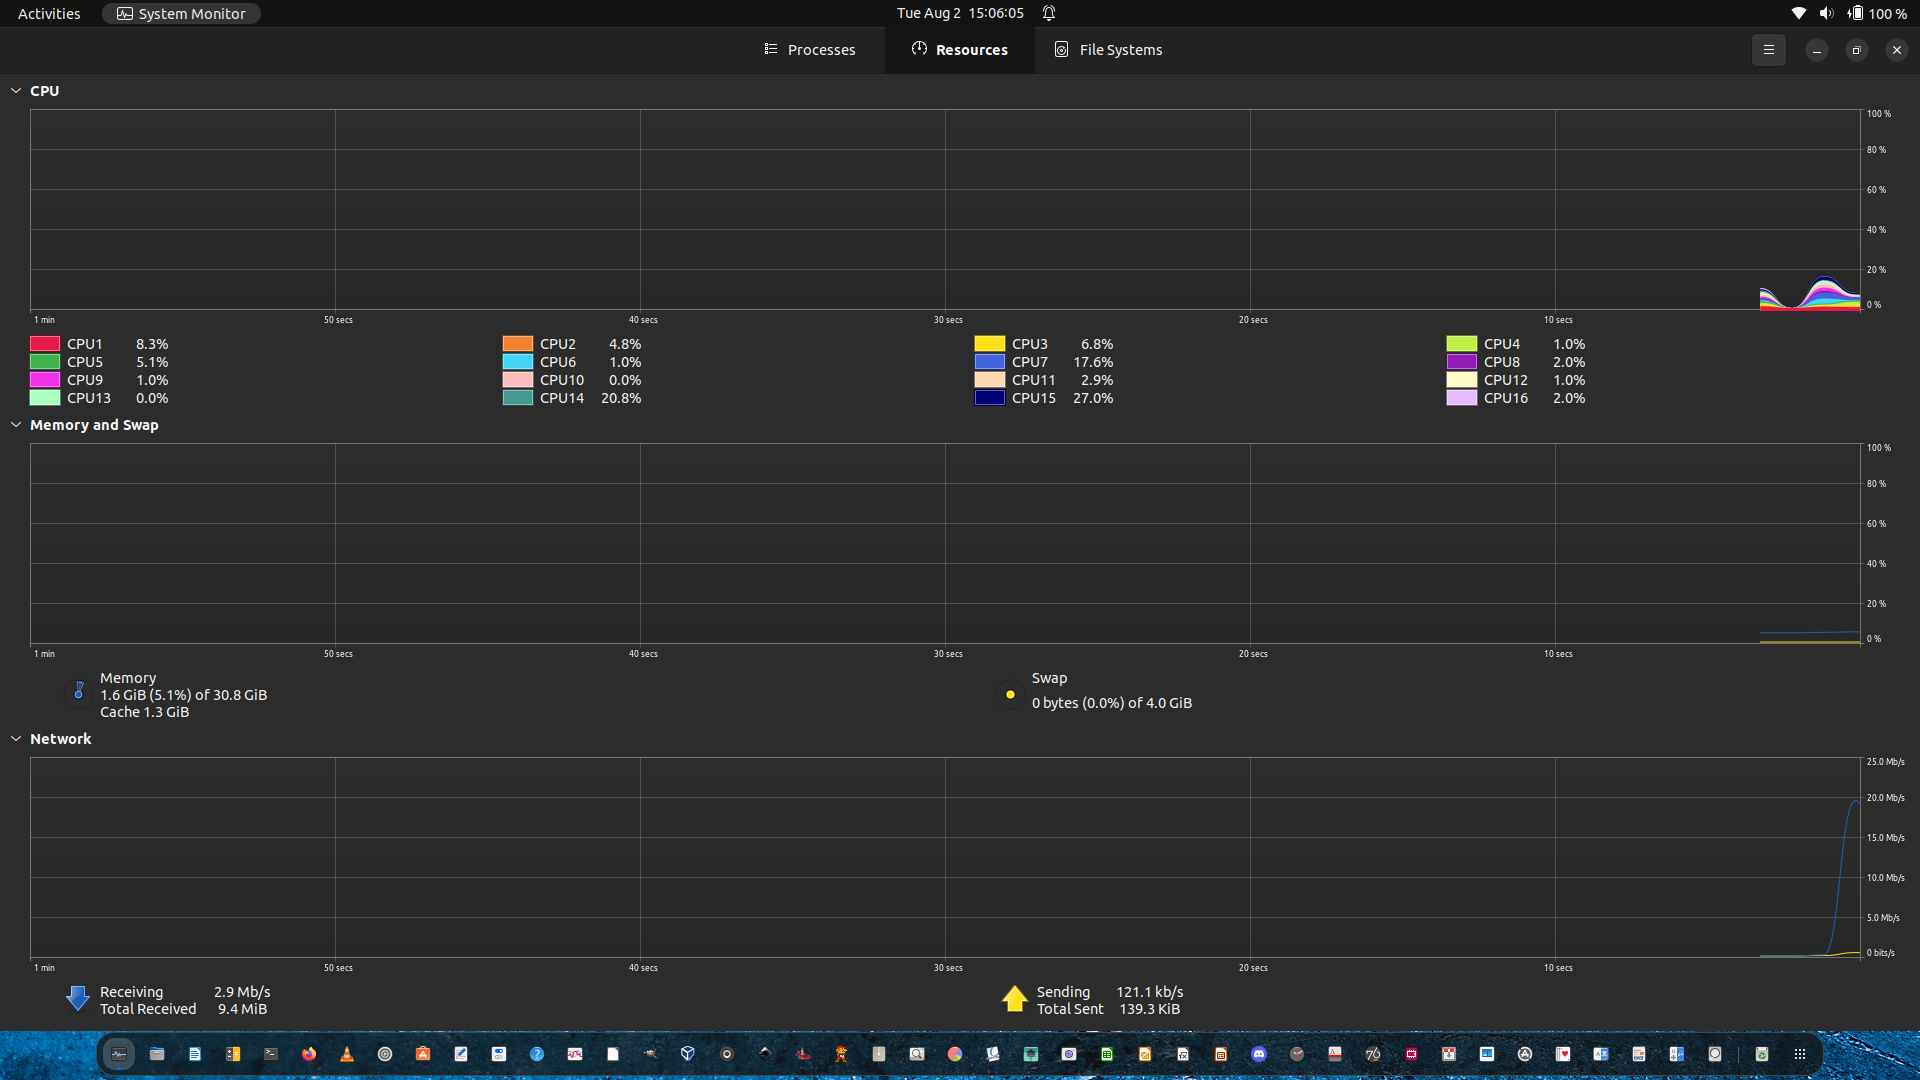 Activities System Monitor Tue Aug 2 15:06:05 100 %
Processes Resources File Systems
CPU
100 %
80 %
60 %
40 %
20 %
0 %
1 min 50 secs 40 secs 30 secs 20 secs 10 secs
CPU1 8.3% CPU2 4.8% CPU3 6.8% CPU4 1.0%
CPU5 5.1% CPU6 1.0% CPU7 17.6% CPU8 2.0%
CPU9 1.0% CPU10 0.0% CPU11 2.9% CPU12 1.0%
CPU13 0.0% CPU14 20.8% CPU15 27.0% CPU16 2.0%
Memory and Swap
100 %
80 %
60 %
40 %
20 %
0 %
1 min 50 secs 40 secs 30 secs 20 secs 10 secs
Memory
1.6 GiB (5.1%) of 30.8 GiB
Cache 1.3 GiB
Swap
0 bytes (0.0%) of 4.0 GiB
Network
25.0 Mb/s
20.0 Mb/s
15.0 Mb/s
10.0 Mb/s
5.0 Mb/s
0 bits/s
1 min 50 secs 40 secs 30 secs 20 secs 10 secs
Receiving 2.9 Mb/s
Total Received 9.4 MiB
Sending 121.1 kb/s
Total Sent 139.3 KiB
76